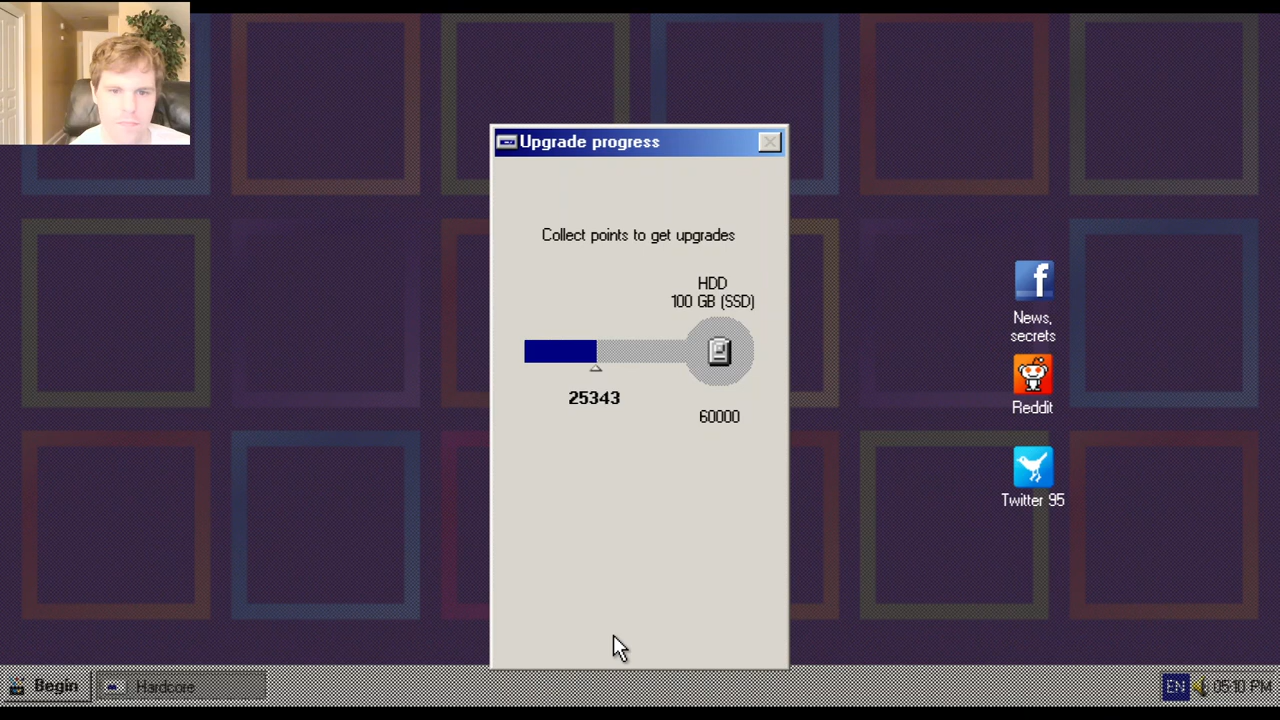 Upgrade progress
Collect points to get upgrades
HDD
100 GB (SSD)
25343
60000
News,
secrets
Reddit
Twitter 95
Begin
Hardcore
EN
05:10 PM